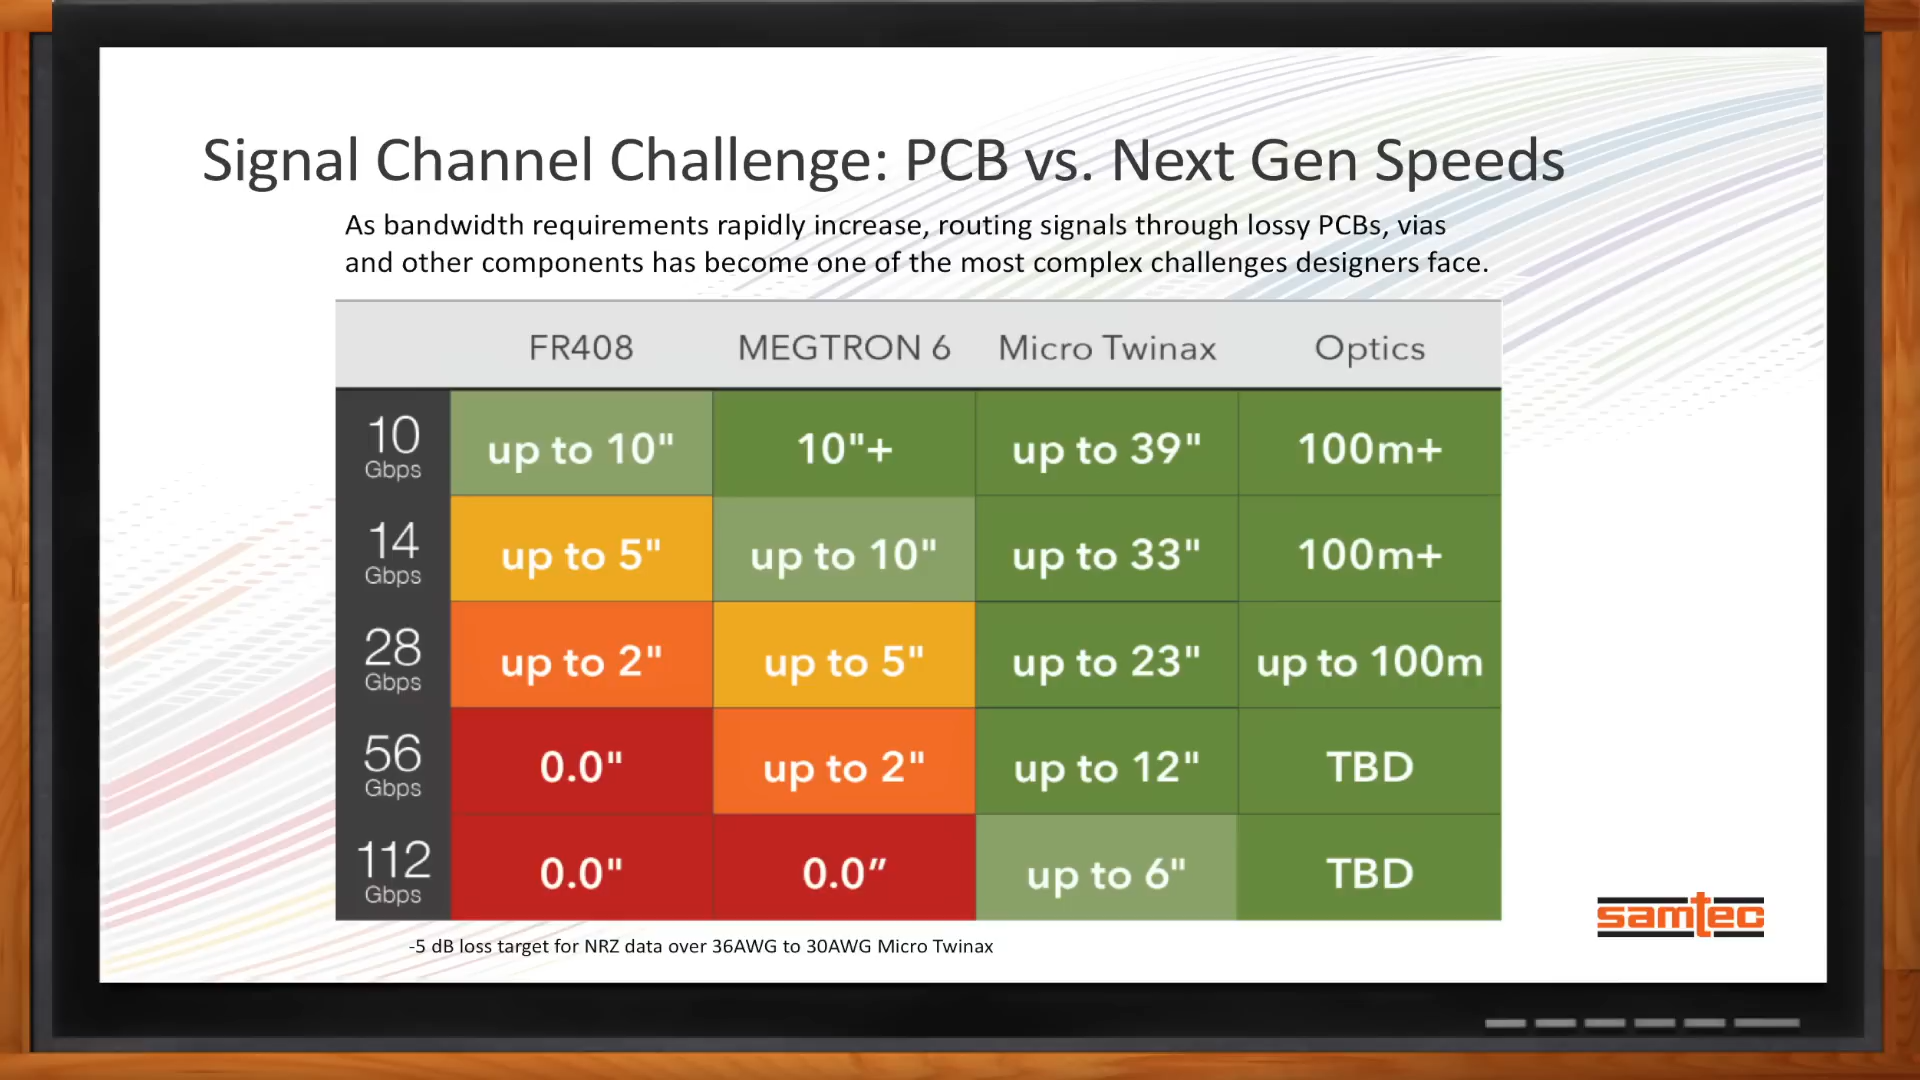 Signal Channel Challenge: PCB vs. Next Gen Speeds
As bandwidth requirements rapidly increase, routing signals through lossy PCBs, vias
and other components has become one of the most complex challenges designers face.
FR408 MEGTRON 6 Micro Twinax Optics
10 Gbps up to 10" 10"+ up to 39" 100m+
14 Gbps up to 5" up to 10" up to 33" 100m+
28 Gbps up to 2" up to 5" up to 23" up to 100m
56 Gbps 0.0" up to 2" up to 12" TBD
112 Gbps 0.0" 0.0” up to 6" TBD
-5 dB loss target for NRZ data over 36AWG to 30AWG Micro Twinax
samtec